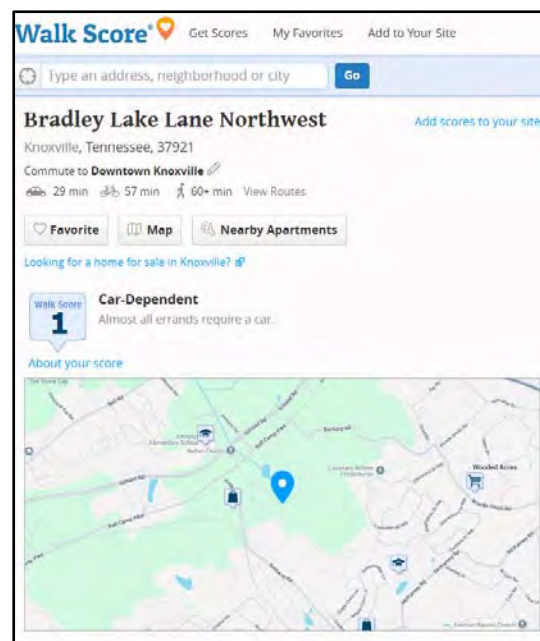 Walk Score® Get Scores My Favorites Add to Your Site
Type an address, neighborhood or city Go
Bradley Lake Lane Northwest Add scores to your site
Knoxville, Tennessee, 37921
Commute to Downtown Knoxville
29 min 57 min 60+ min View Routes
Favorite Map Nearby Apartments
Looking for a home for sale in Knoxville?
Walk Score
1
Car-Dependent
Almost all errands require a car.
About your score
Wooded Acres
Ball Camp Pike